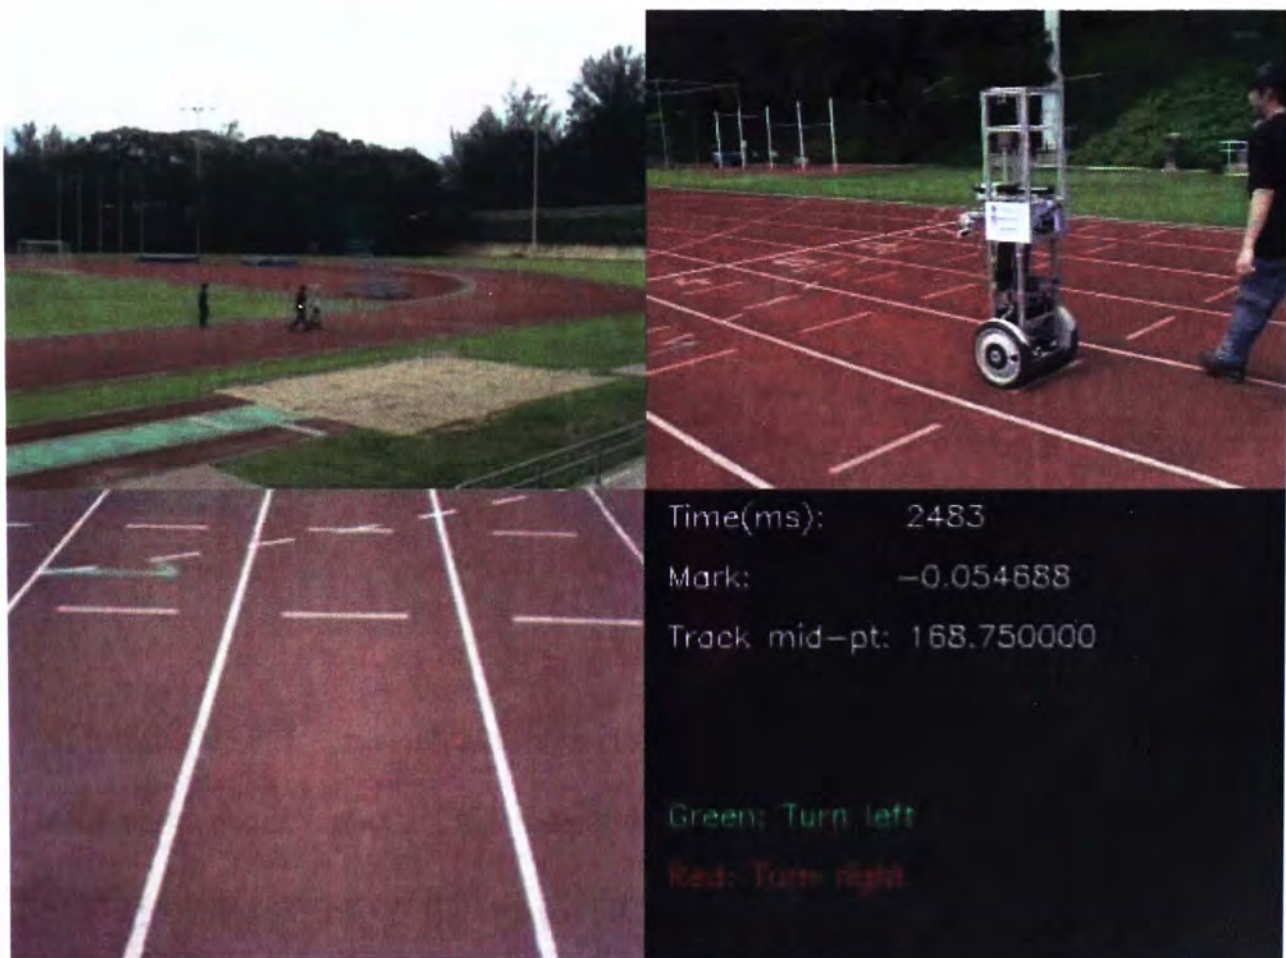 Time(ms): 2483
Mark: -0.054688
Track mid-pt: 168.750000
Green: Turn left
Red: Turn right